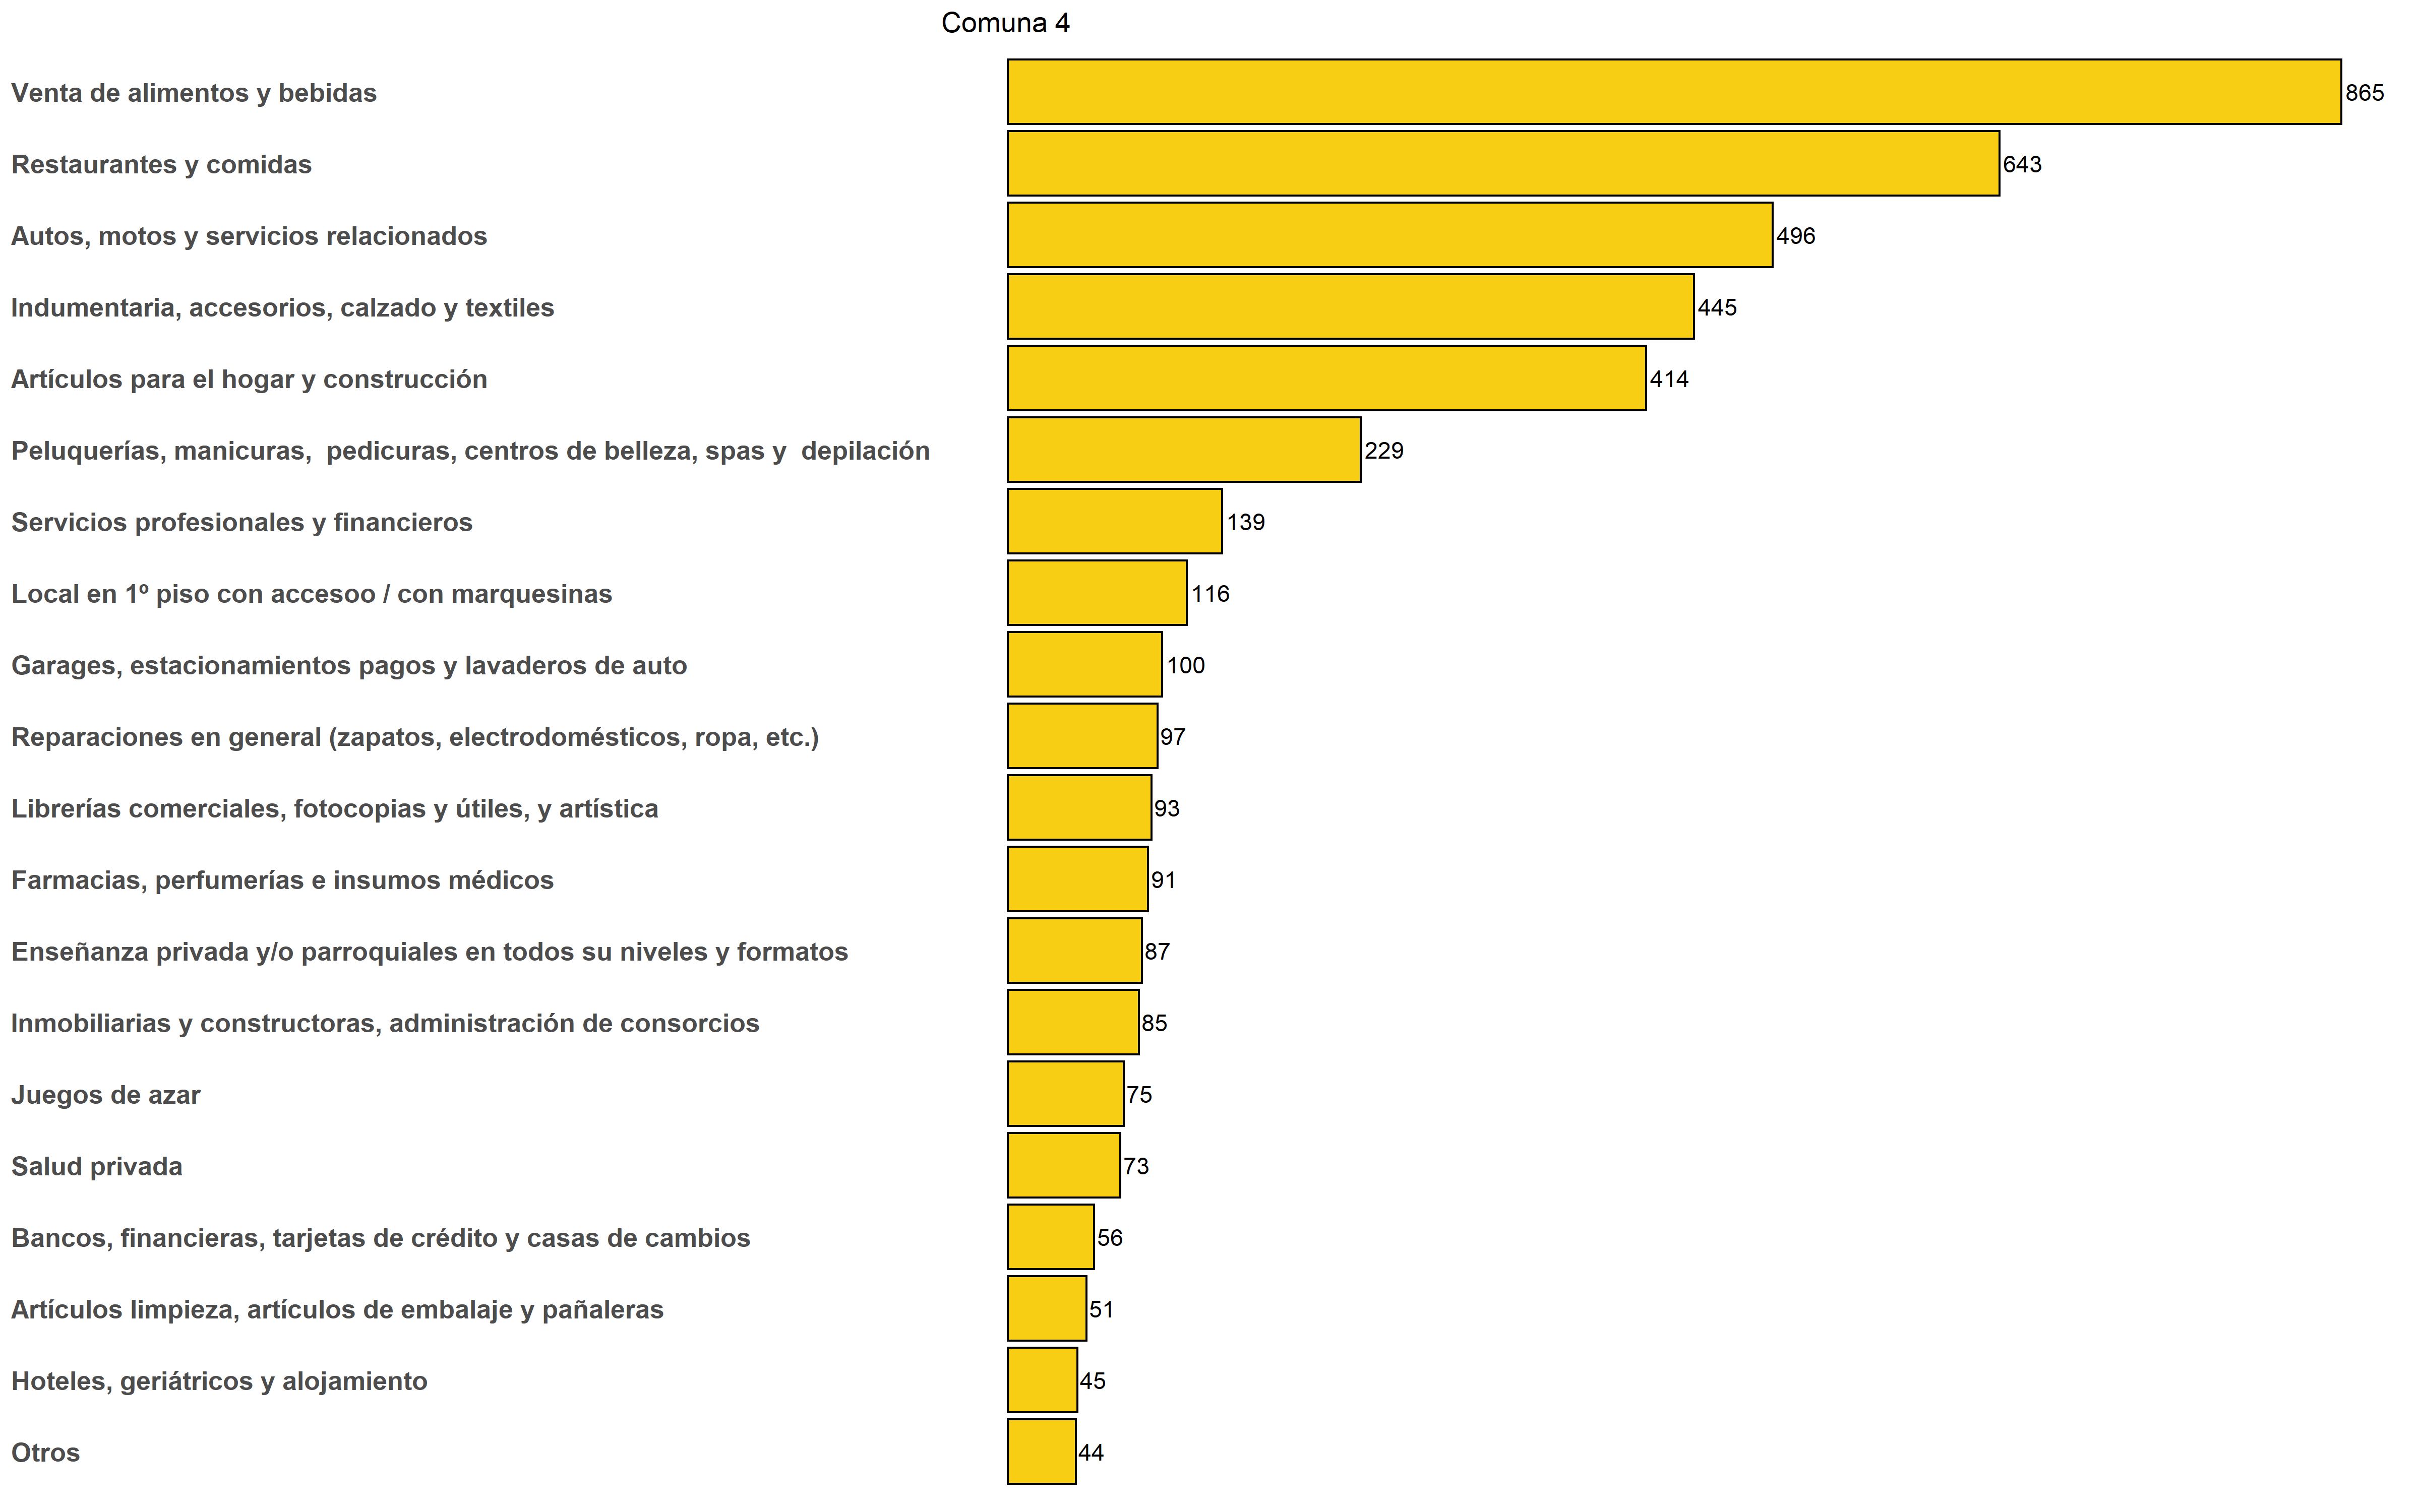 Comuna 4
Venta de alimentos y bebidas 865
Restaurantes y comidas 643
Autos, motos y servicios relacionados 496
Indumentaria, accesorios, calzado y textiles 445
Artículos para el hogar y construcción 414
Peluquerías, manicuras,  pedicuras, centros de belleza, spas y  depilación 229
Servicios profesionales y financieros 139
Local en 1º piso con accesoo / con marquesinas 116
Garages, estacionamientos pagos y lavaderos de auto 100
Reparaciones en general (zapatos, electrodomésticos, ropa, etc.) 97
Librerías comerciales, fotocopias y útiles, y artística 93
Farmacias, perfumerías e insumos médicos 91
Enseñanza privada y/o parroquiales en todos su niveles y formatos 87
Inmobiliarias y constructoras, administración de consorcios 85
Juegos de azar 75
Salud privada 73
Bancos, financieras, tarjetas de crédito y casas de cambios 56
Artículos limpieza, artículos de embalaje y pañaleras 51
Hoteles, geriátricos y alojamiento 45
Otros 44